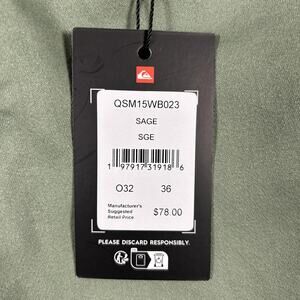 QSM15WB023
SAGE
SGE
1 97917 31918 6
O32 36
Manufacturer's
Suggested
Retail Price
$78.00
PLEASE DISCARD RESPONSIBLY.